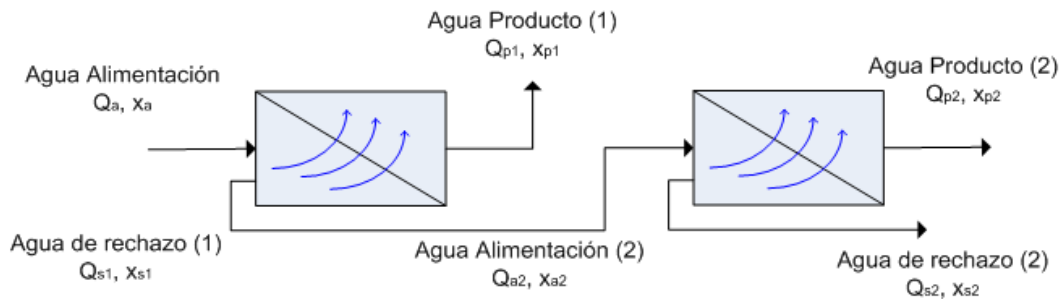 Agua Producto (1)
Qp1, xp1
Agua Alimentación
Qa, xa
Agua Producto (2)
Qp2, xp2
Agua de rechazo (1)
Qs1, xs1
Agua Alimentación (2)
Qa2, xa2
Agua de rechazo (2)
Qs2, xs2